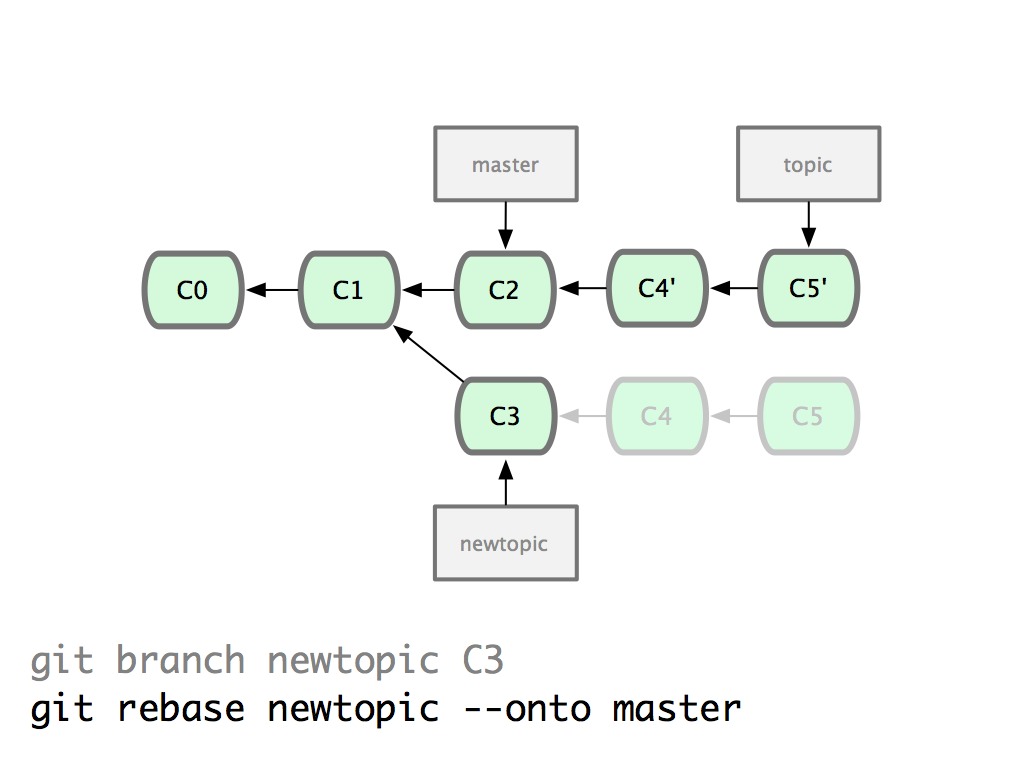 master
topic
C0
C1
C2
C4'
C5'
C3
C4
C5
newtopic
git branch newtopic C3
git rebase newtopic --onto master